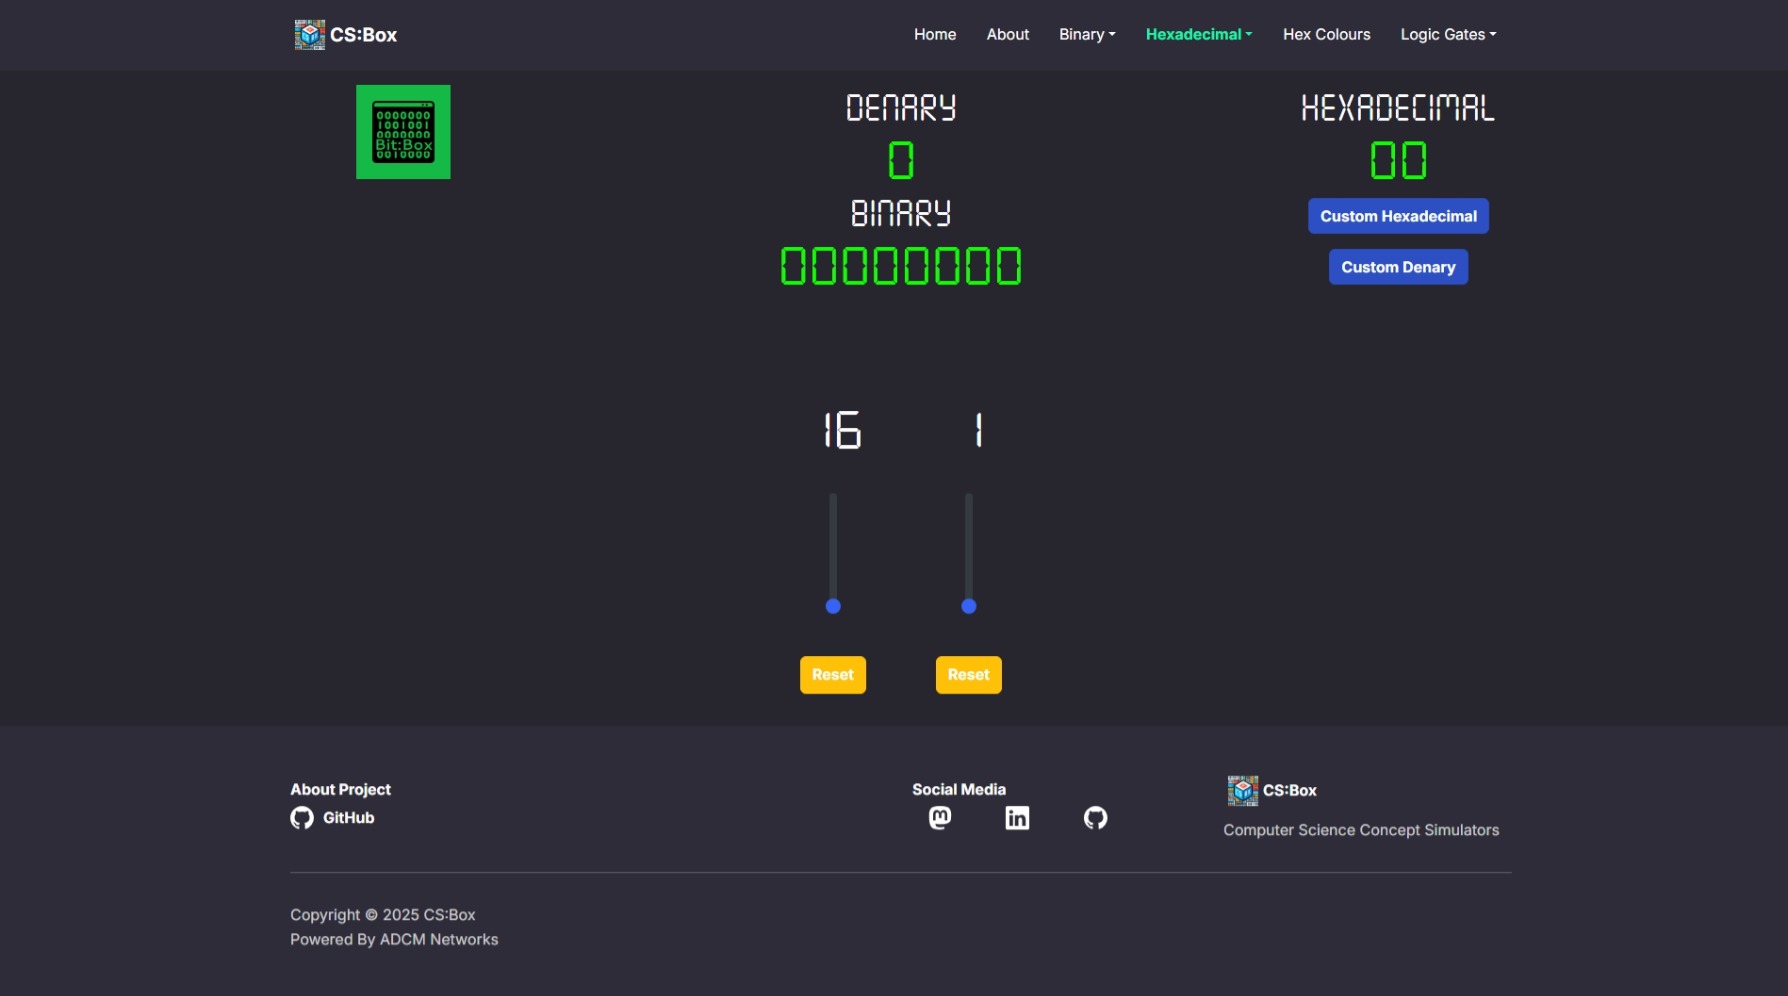 CS:Box
Home About Binary Hexadecimal Hex Colours Logic Gates
0000000
1001001
0000000
Bit:Box
0010000
DENARY
0
BINARY
00000000
HEXADECIMAL
00
Custom Hexadecimal
Custom Denary
16 1
Reset Reset
About Project
GitHub
Social Media
CS:Box
Computer Science Concept Simulators
Copyright © 2025 CS:Box
Powered By ADCM Networks